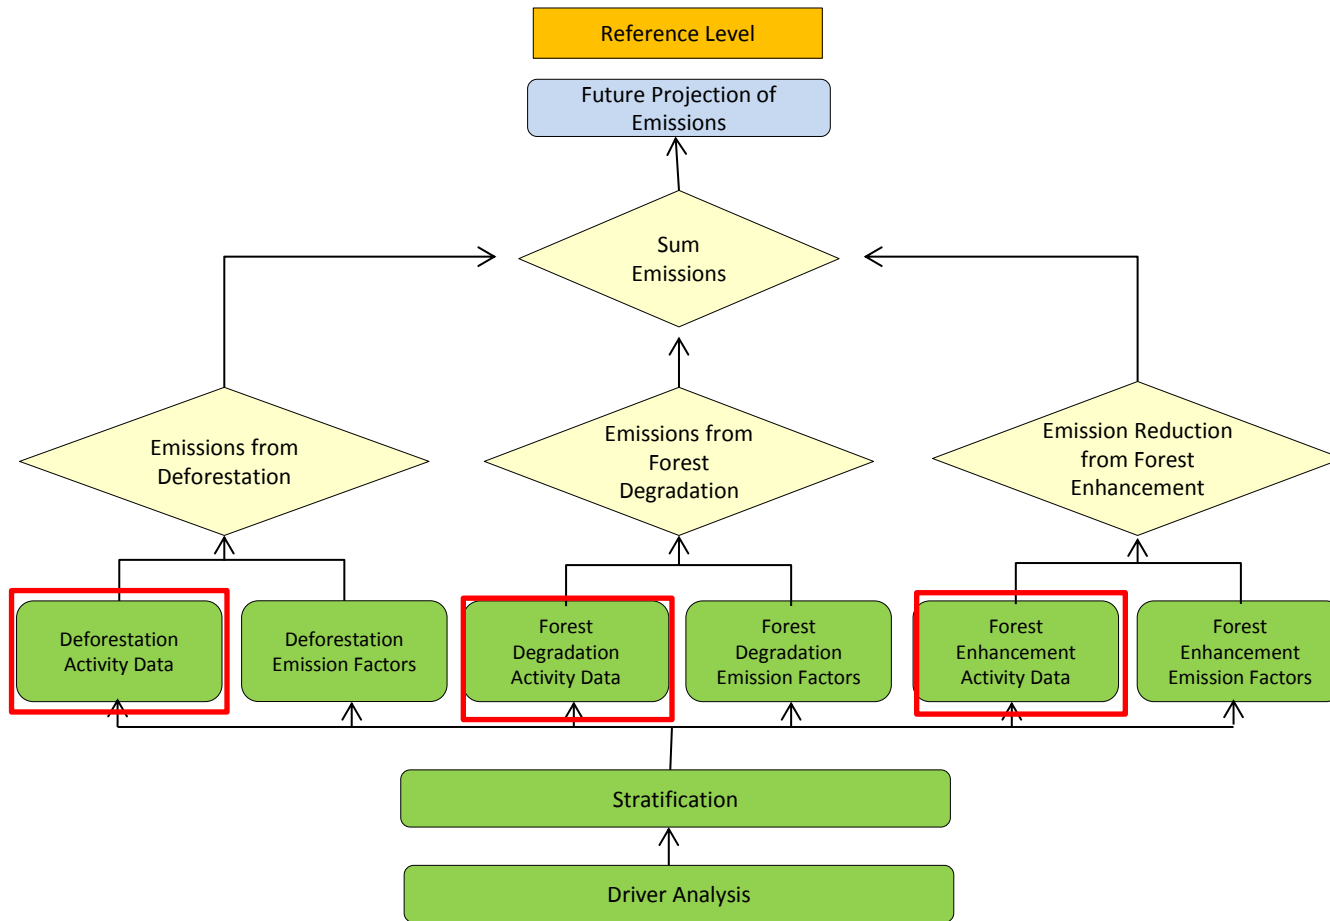 Reference Level
Future Projection of
Emissions
Sum
Emissions
Emissions from
Deforestation
Emissions from
Forest
Degradation
Emission Reduction
from Forest
Enhancement
Deforestation
Activity Data
Deforestation
Emission Factors
Forest
Degradation
Activity Data
Forest
Degradation
Emission Factors
Forest
Enhancement
Activity Data
Forest
Enhancement
Emission Factors
Stratification
Driver Analysis